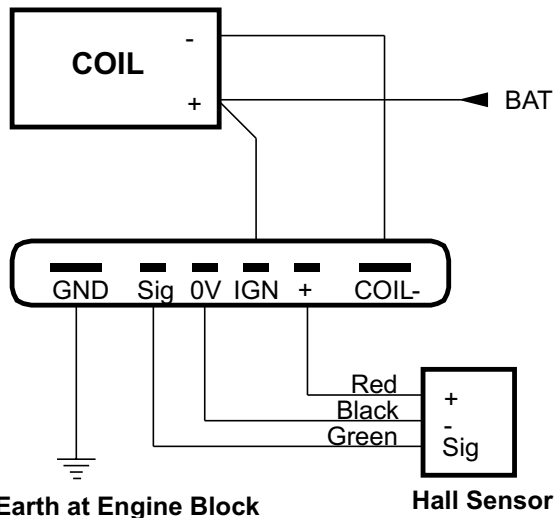 -
COIL
+
BAT
GND Sig 0V IGN + COIL-
Red
Black
Green
+
-
Sig
Earth at Engine Block
Hall Sensor